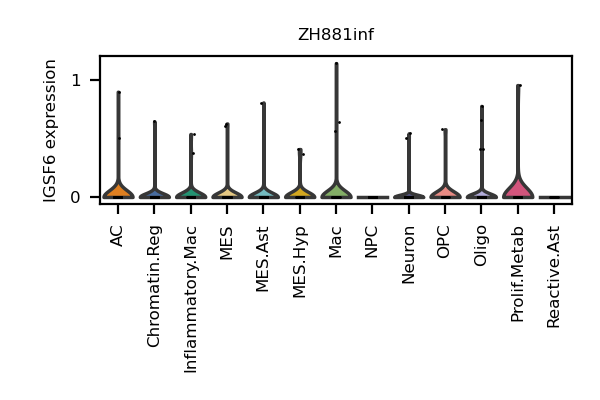 ZH881inf
IGSF6 expression
1
0
AC
Chromatin.Reg
Inflammatory.Mac
MES
MES.Ast
MES.Hyp
Mac
NPC
Neuron
OPC
Oligo
Prolif.Metab
Reactive.Ast